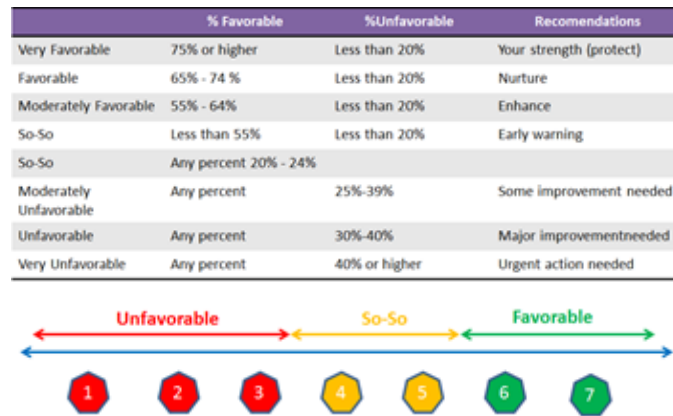 % Favorable %Unfavorable Recomendations
Very Favorable 75% or higher Less than 20% Your strength (protect)
Favorable 65% - 74 % Less than 20% Nurture
Moderately Favorable 55% - 64% Less than 20% Enhance
So-So Less than 55% Less than 20% Early warning
So-So Any percent 20% - 24%
Moderately Any percent 25%-39% Some improvement needed
Unfavorable
Unfavorable Any percent 30%-40% Major improvementneeded
Very Unfavorable Any percent 40% or higher Urgent action needed
Unfavorable So-So Favorable
1 2 3 4 5 6 7